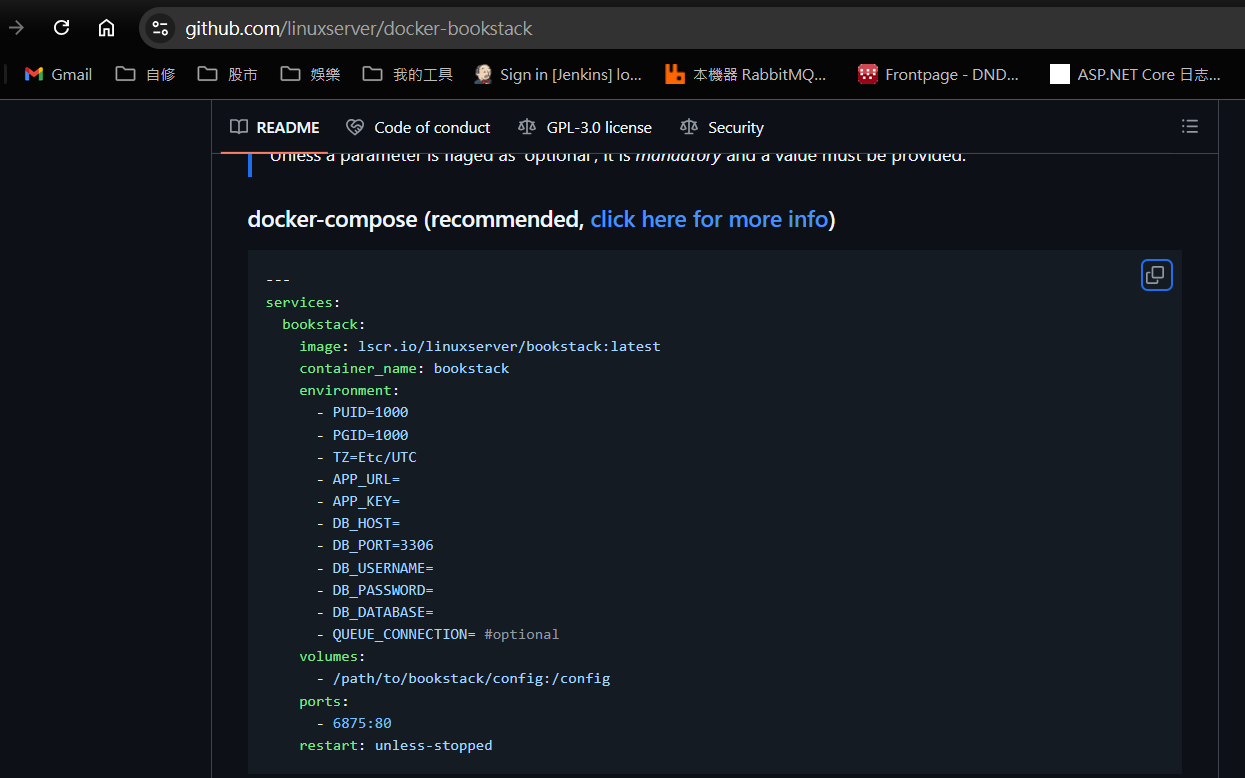 github.com/linuxserver/docker-bookstack
Gmail 自修 股市 娛樂 我的工具 Sign in [Jenkins] lo... 本機器 RabbitMQ... Frontpage - DND... ASP.NET Core 日志...
README Code of conduct GPL-3.0 license Security
Unless a parameter is flaged as 'optional', it is mandatory and a value must be provided.
docker-compose (recommended, click here for more info)
---
services:
  bookstack:
    image: lscr.io/linuxserver/bookstack:latest
    container_name: bookstack
    environment:
      - PUID=1000
      - PGID=1000
      - TZ=Etc/UTC
      - APP_URL=
      - APP_KEY=
      - DB_HOST=
      - DB_PORT=3306
      - DB_USERNAME=
      - DB_PASSWORD=
      - DB_DATABASE=
      - QUEUE_CONNECTION= #optional
    volumes:
      - /path/to/bookstack/config:/config
    ports:
      - 6875:80
    restart: unless-stopped